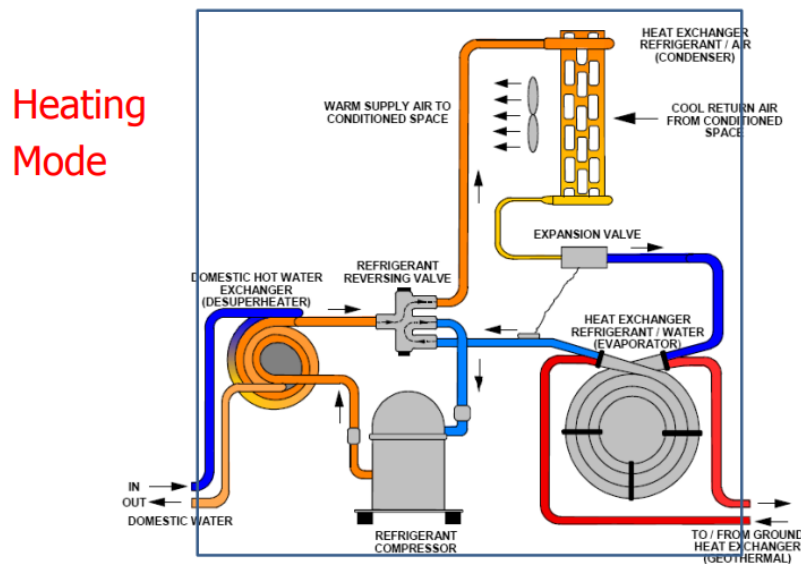 Heating
Mode
HEAT EXCHANGER
REFRIGERANT / AIR
(CONDENSER)
WARM SUPPLY AIR TO
CONDITIONED SPACE
COOL RETURN AIR
FROM CONDITIONED
SPACE
EXPANSION VALVE
REFRIGERANT
REVERSING VALVE
DOMESTIC HOT WATER
EXCHANGER
(DESUPERHEATER)
HEAT EXCHANGER
REFRIGERANT / WATER
(EVAPORATOR)
IN
OUT
DOMESTIC WATER
REFRIGERANT
COMPRESSOR
TO / FROM GROUND
HEAT EXCHANGER
(GEOTHERMAL)